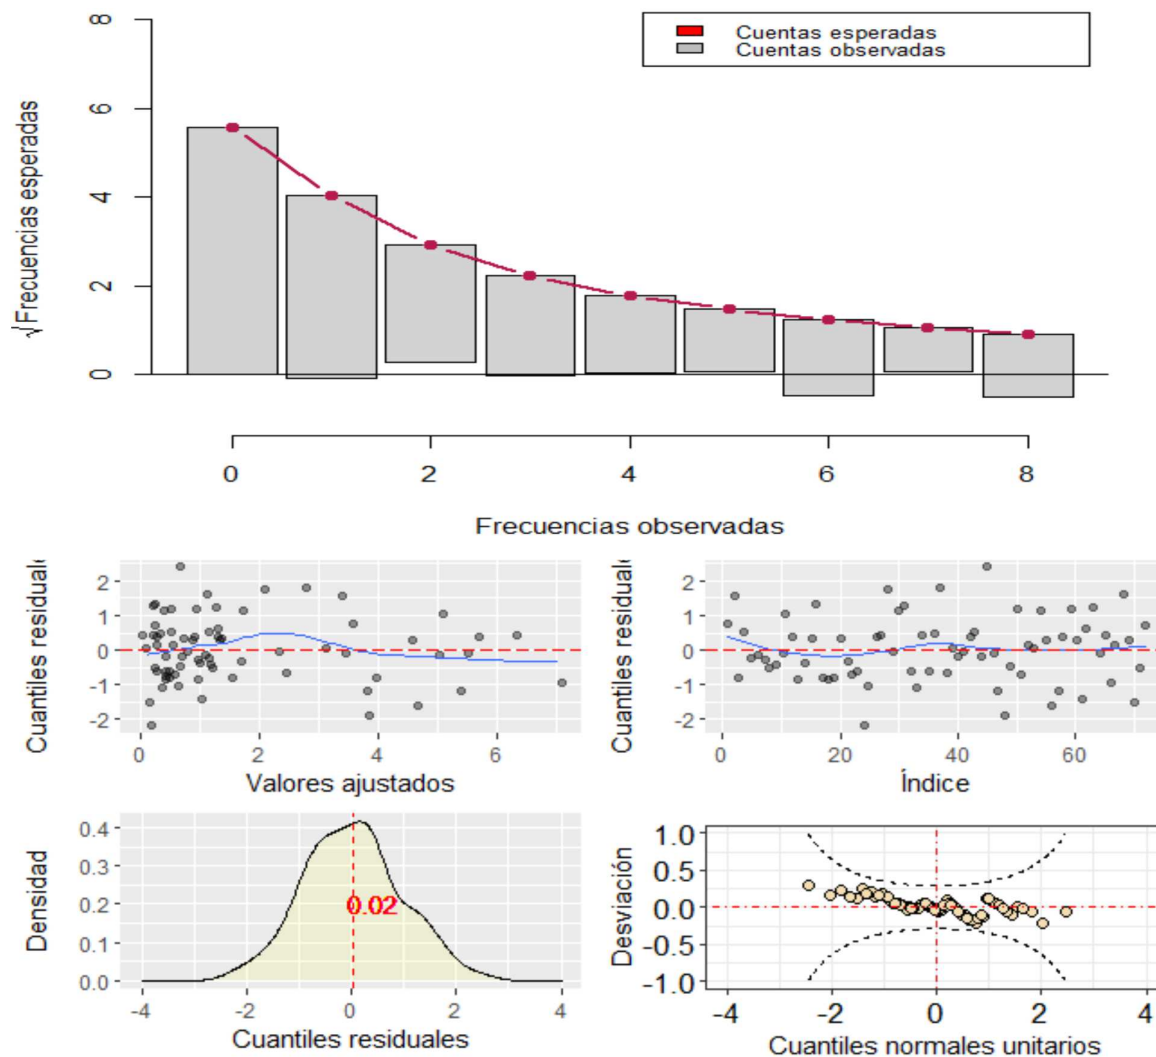 8
Cuentas esperadas
Cuentas observadas
6
4
2
0
√Frecuencias esperadas
0 2 4 6 8
Frecuencias observadas
Cuantiles residuale
2
1
0
-1
-2
0 2 4 6
Valores ajustados
Cuantiles residuale
2
1
0
-1
-2
0 20 40 60
Índice
Densidad
0.4
0.3
0.2
0.1
0.0
0.02
-4 -2 0 2 4
Cuantiles residuales
Desviación
1.0
0.5
0.0
-0.5
-1.0
-4 -2 0 2 4
Cuantiles normales unitarios